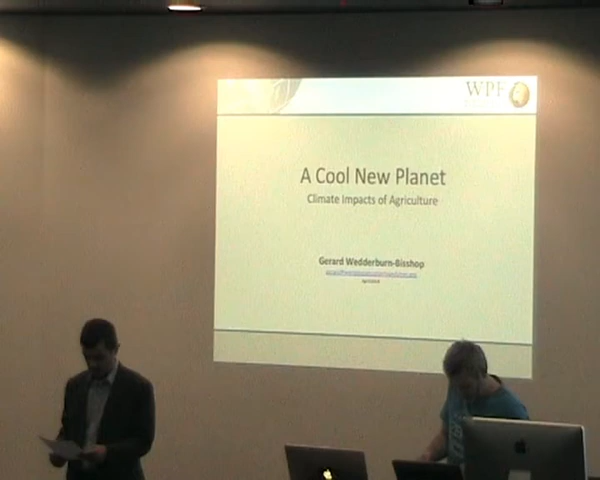 WPF
A Cool New Planet
Climate Impacts of Agriculture
Gerard Wedderburn-Bisshop